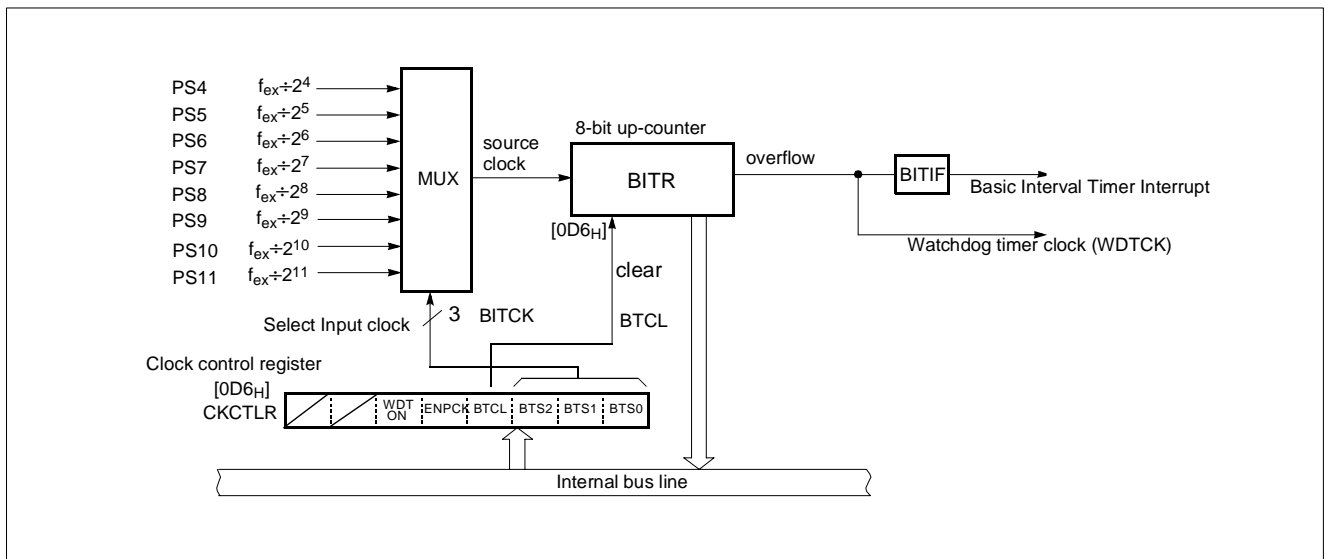 PS4 fex÷2⁴
PS5 fex÷2⁵
PS6 fex÷2⁶
PS7 fex÷2⁷
PS8 fex÷2⁸
PS9 fex÷2⁹
PS10 fex÷2¹⁰
PS11 fex÷2¹¹
MUX
source
clock
8-bit up-counter
BITR
[0D6H]
overflow
BITIF
Basic Interval Timer Interrupt
Watchdog timer clock (WDTCK)
clear
Select Input clock 3 BITCK
BTCL
Clock control register
[0D6H]
CKCTLR
WDT
ON
ENPCK
BTCL
BTS2
BTS1
BTS0
Internal bus line